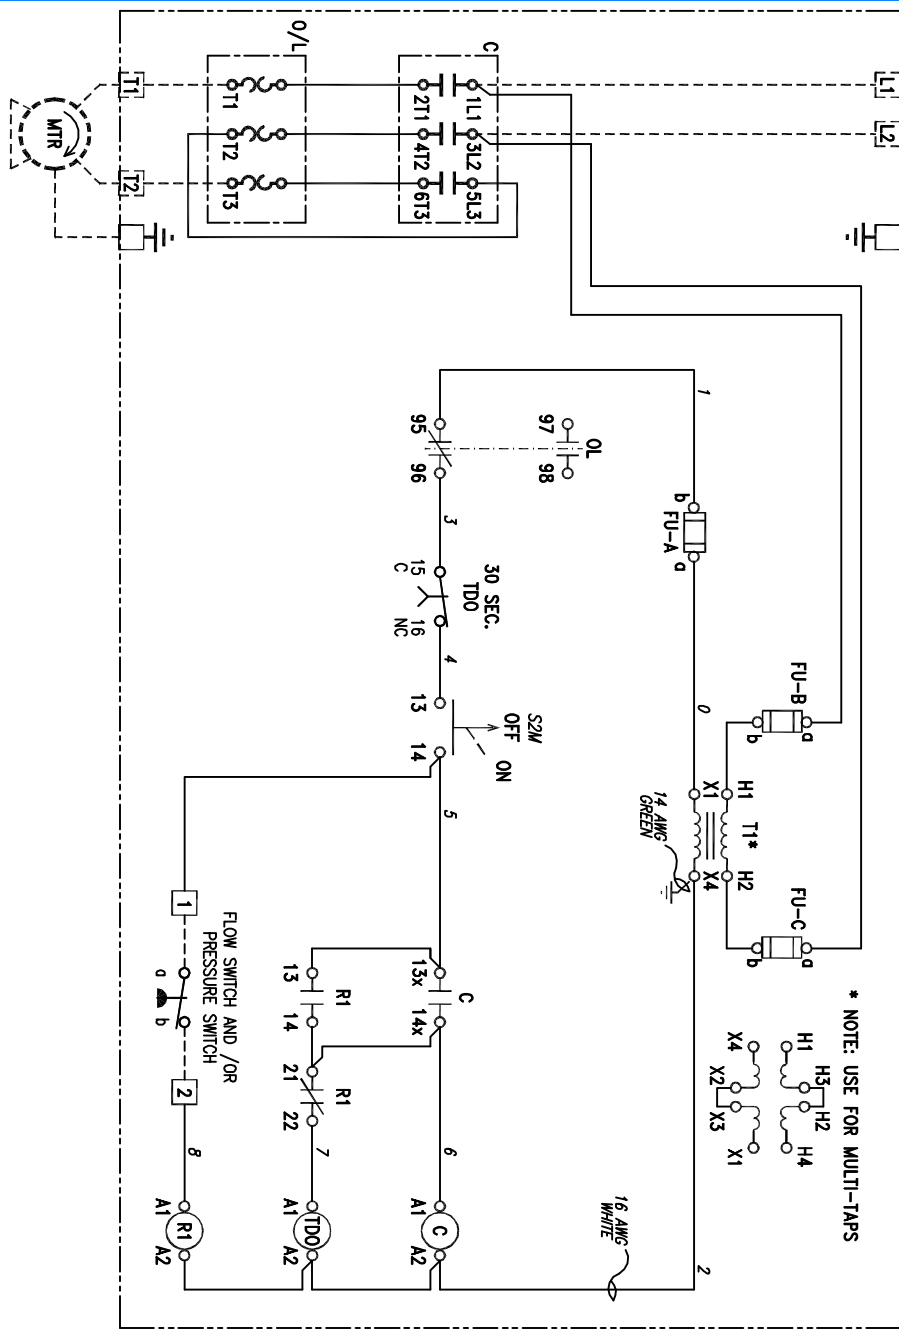 L1
L2
C
O/L
1L1
2T1
3L2
4T2
5L3
6T3
T1
T2
T3
T1
T2
MTR
FU-B
a
b
FU-C
a
b
H1
T1*
H2
X1
X4
14 AWG
GREEN
* NOTE: USE FOR MULTI-TAPS
H1
H3
H2
H4
X4
X2
X3
X1
1
b
FU-A
a
0
2
16 AWG
WHITE
OL
97
98
95
96
3
30 SEC.
TDO
15
C
16
NC
4
S2M
OFF
ON
13
14
5
C
13x
14x
6
A1
C
A2
R1
13
14
R1
21
22
7
A1
TDO
A2
FLOW SWITCH AND /OR
PRESSURE SWITCH
1
a
b
2
8
A1
R1
A2